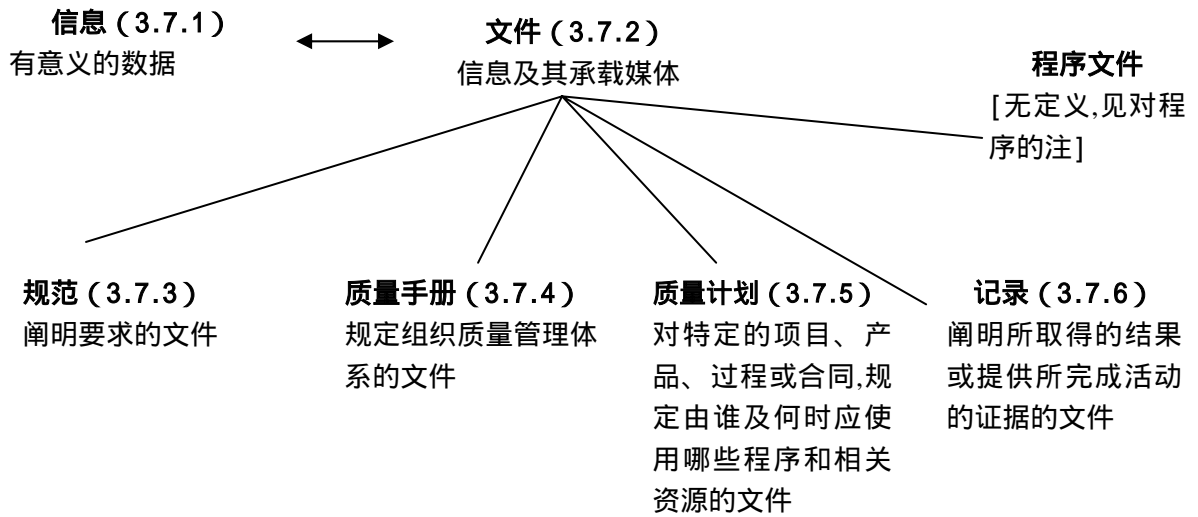 信息（3.7.1）
有意义的数据
文件（3.7.2）
信息及其承载媒体
程序文件
[无定义,见对程
序的注]
规范（3.7.3）
阐明要求的文件
质量手册（3.7.4）
规定组织质量管理体
系的文件
质量计划（3.7.5）
对特定的项目、产
品、过程或合同,规
定由谁及何时应使
用哪些程序和相关
资源的文件
记录（3.7.6）
阐明所取得的结果
或提供所完成活动
的证据的文件